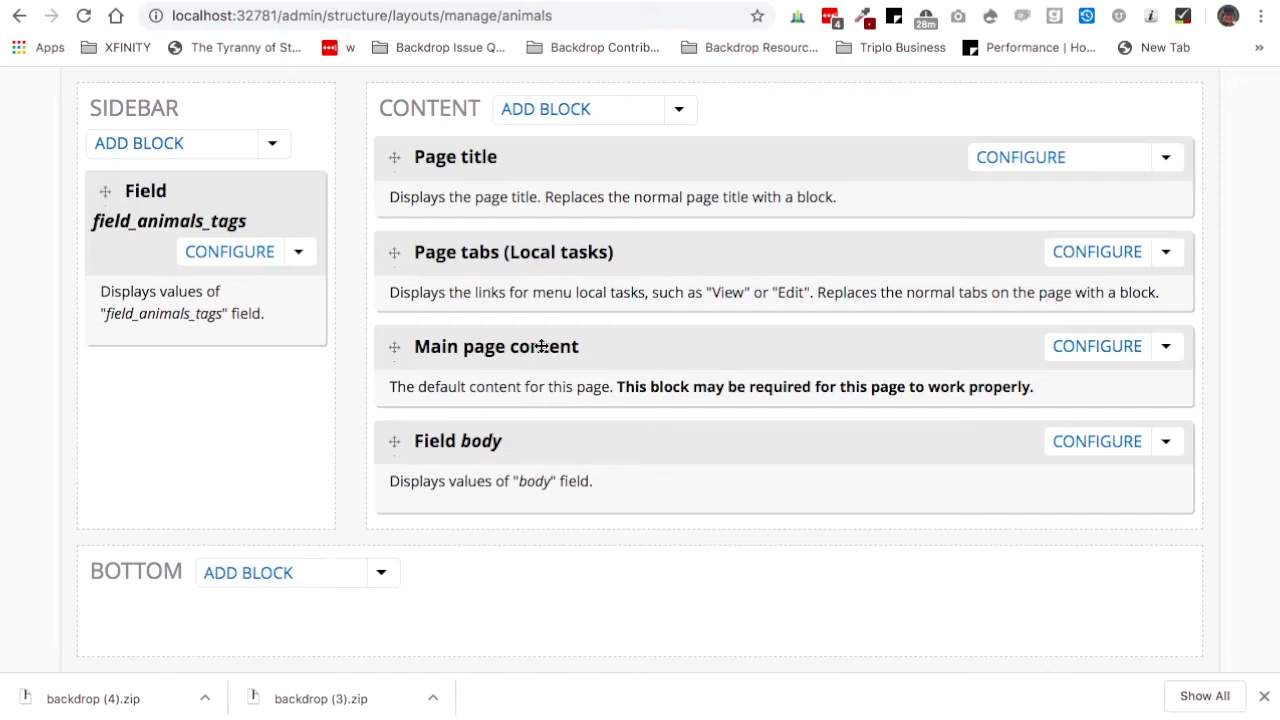 localhost:32781/admin/structure/layouts/manage/animals
4
28m
Apps
XFINITY
The Tyranny of St...
w
Backdrop Issue Q...
Backdrop Contrib...
Backdrop Resourc...
Triplo Business
Performance | Ho...
New Tab
»
SIDEBAR
ADD BLOCK
Field
field_animals_tags
CONFIGURE
Displays values of
"field_animals_tags" field.
CONTENT
ADD BLOCK
Page title
CONFIGURE
Displays the page title. Replaces the normal page title with a block.
Page tabs (Local tasks)
CONFIGURE
Displays the links for menu local tasks, such as "View" or "Edit". Replaces the normal tabs on the page with a block.
Main page content
CONFIGURE
The default content for this page. This block may be required for this page to work properly.
Field body
CONFIGURE
Displays values of "body" field.
BOTTOM
ADD BLOCK
backdrop (4).zip
backdrop (3).zip
Show All